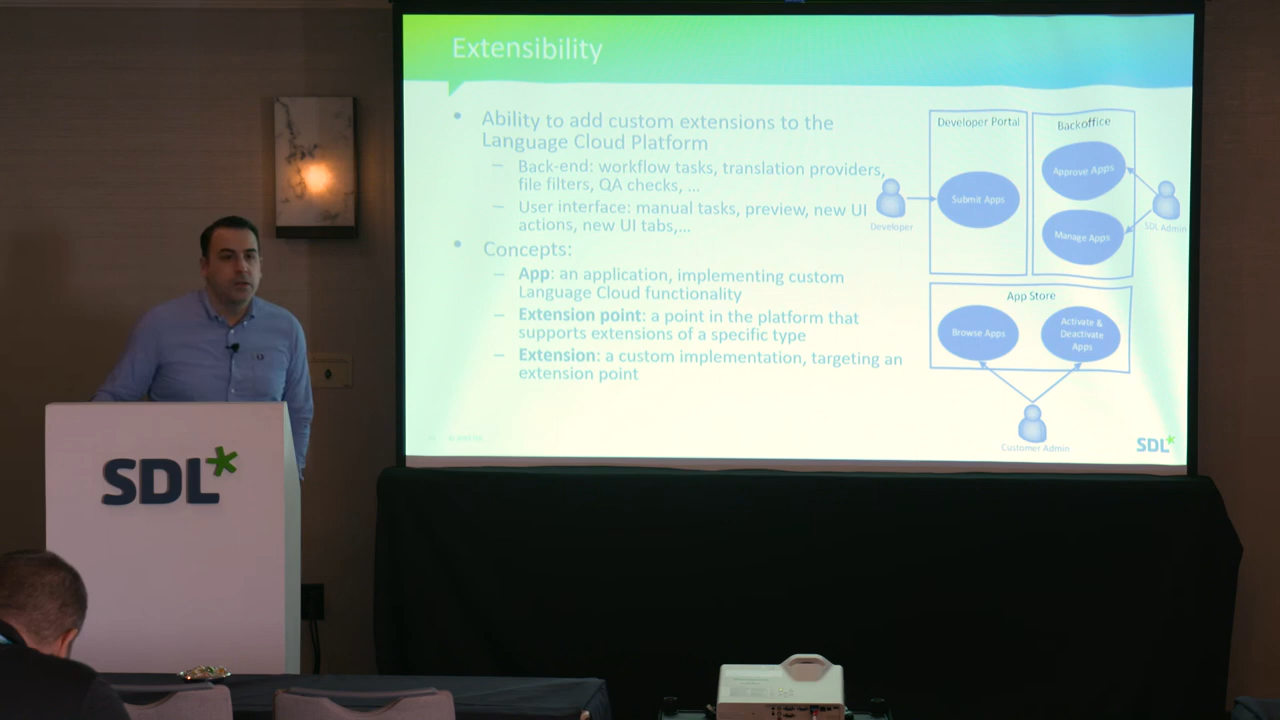 Extensibility
• Ability to add custom extensions to the
Language Cloud Platform
– Back-end: workflow tasks, translation providers,
file filters, QA checks, ...
– User interface: manual tasks, preview, new UI
actions, new UI tabs,...
• Concepts:
– App: an application, implementing custom
Language Cloud functionality
– Extension point: a point in the platform that
supports extensions of a specific type
– Extension: a custom implementation, targeting an
extension point
Developer Portal
Submit Apps
Developer
Backoffice
Approve Apps
Manage Apps
SDL Admin
App Store
Browse Apps
Activate &
Deactivate
Apps
Customer Admin
SDL*
SDL*